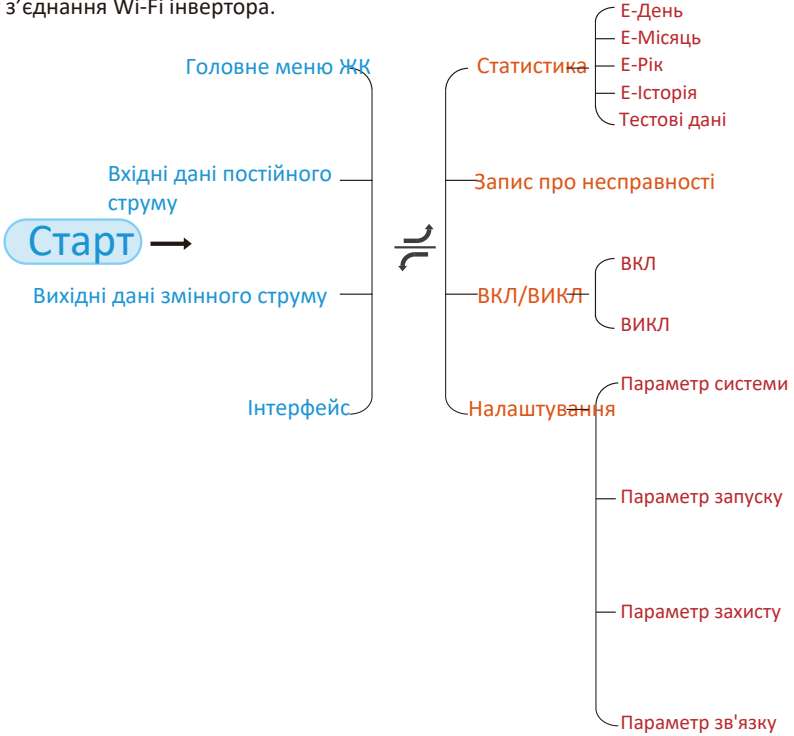 з’єднання Wi-Fi інвертора.
Головне меню ЖК
Вхідні дані постійного
струму
Старт
Вихідні дані змінного струму
Інтерфейс
Статистика
Е-День
Е-Місяць
Е-Рік
Е-Історія
Тестові дані
Запис про несправності
ВКЛ/ВИКЛ
ВКЛ
ВИКЛ
Налаштування
Параметр системи
Параметр запуску
Параметр захисту
Параметр зв'язку